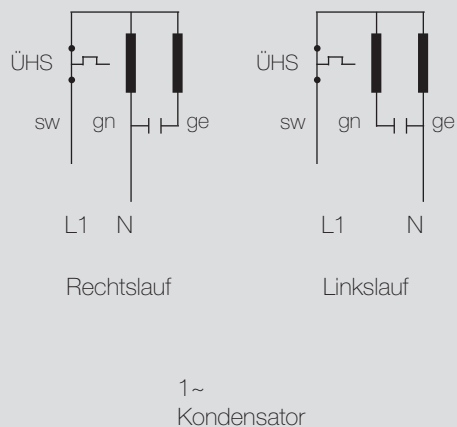 ÜHS ÜHS
sw gn ge sw gn ge
L1 N L1 N
Rechtslauf Linkslauf
1~
Kondensator